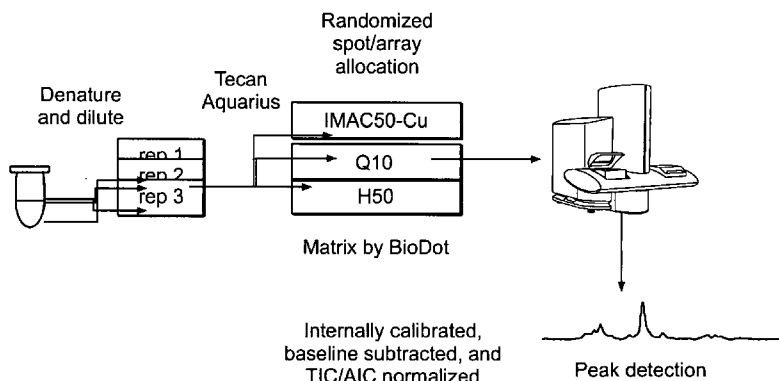 Randomized
spot/array
allocation
Tecan
Aquarius
Denature
and dilute
IMAC50-Cu
rep 1
rep 2
rep 3
Q10
H50
Matrix by BioDot
Internally calibrated,
baseline subtracted, and
TIC/AIC normalized
Peak detection